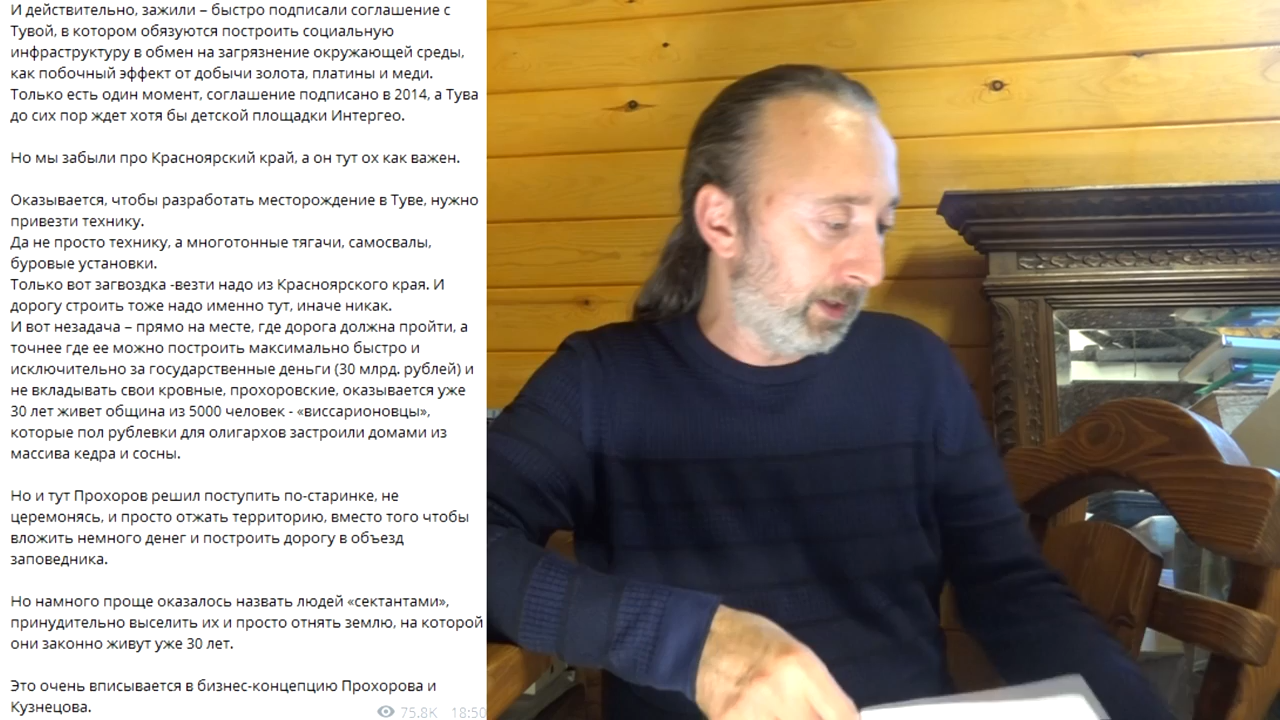 И действительно, зажили – быстро подписали соглашение с
Тувой, в котором обязуются построить социальную
инфраструктуру в обмен на загрязнение окружающей среды,
как побочный эффект от добычи золота, платины и меди.
Только есть один момент, соглашение подписано в 2014, а Тува
до сих пор ждет хотя бы детской площадки Интергео.
Но мы забыли про Красноярский край, а он тут ох как важен.
Оказывается, чтобы разработать месторождение в Туве, нужно
привезти технику.
Да не просто технику, а многотонные тягачи, самосвалы,
буровые установки.
Только вот загвоздка -везти надо из Красноярского края. И
дорогу строить тоже надо именно тут, иначе никак.
И вот незадача – прямо на месте, где дорога должна пройти, а
точнее где ее можно построить максимально быстро и
исключительно за государственные деньги (30 млрд. рублей) и
не вкладывать свои кровные, прохоровские, оказывается уже
30 лет живет община из 5000 человек - «виссарионовцы»,
которые пол рублевки для олигархов застроили домами из
массива кедра и сосны.
Но и тут Прохоров решил поступить по-старинке, не
церемонясь, и просто отжать территорию, вместо того чтобы
вложить немного денег и построить дорогу в объезд
заповедника.
Но намного проще оказалось назвать людей «сектантами»,
принудительно выселить их и просто отнять землю, на которой
они законно живут уже 30 лет.
Это очень вписывается в бизнес-концепцию Прохорова и
Кузнецова.
75.8K 18:50